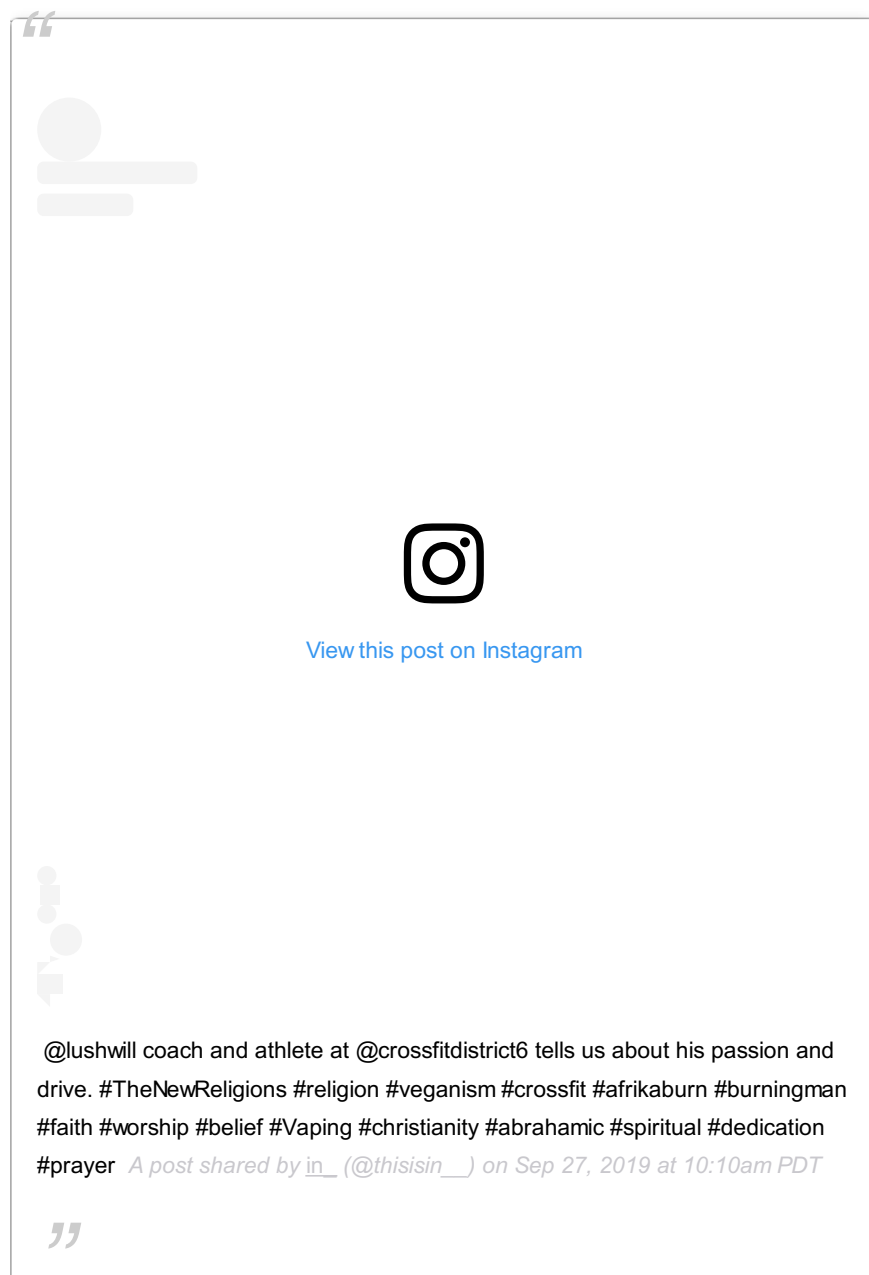 “
View this post on Instagram
@lushwill coach and athlete at @crossfitdistrict6 tells us about his passion and
drive. #TheNewReligions #religion #veganism #crossfit #afrikaburn #burningman
#faith #worship #belief #Vaping #christianity #abrahamic #spiritual #dedication
#prayer A post shared by in_ (@thisisin__) on Sep 27, 2019 at 10:10am PDT
”